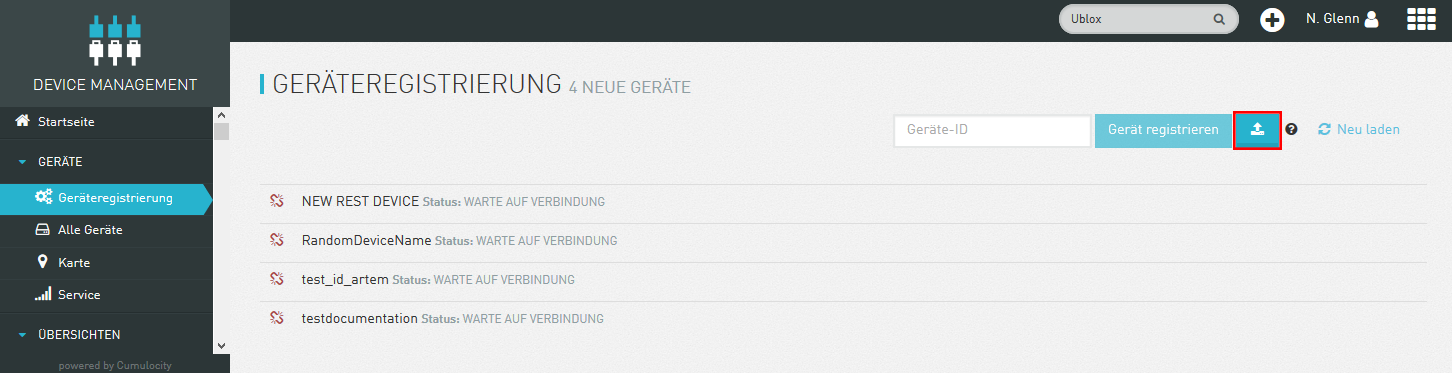 Ublox
N. Glenn
DEVICE MANAGEMENT
Startseite
GERÄTE
Geräteregistrierung
Alle Geräte
Karte
Service
ÜBERSICHTEN
powered by Cumulocity
GERÄTEREGISTRIERUNG 4 NEUE GERÄTE
Geräte-ID Gerät registrieren ? Neu laden
NEW REST DEVICE Status: WARTE AUF VERBINDUNG
RandomDeviceName Status: WARTE AUF VERBINDUNG
test_id_artem Status: WARTE AUF VERBINDUNG
testdocumentation Status: WARTE AUF VERBINDUNG